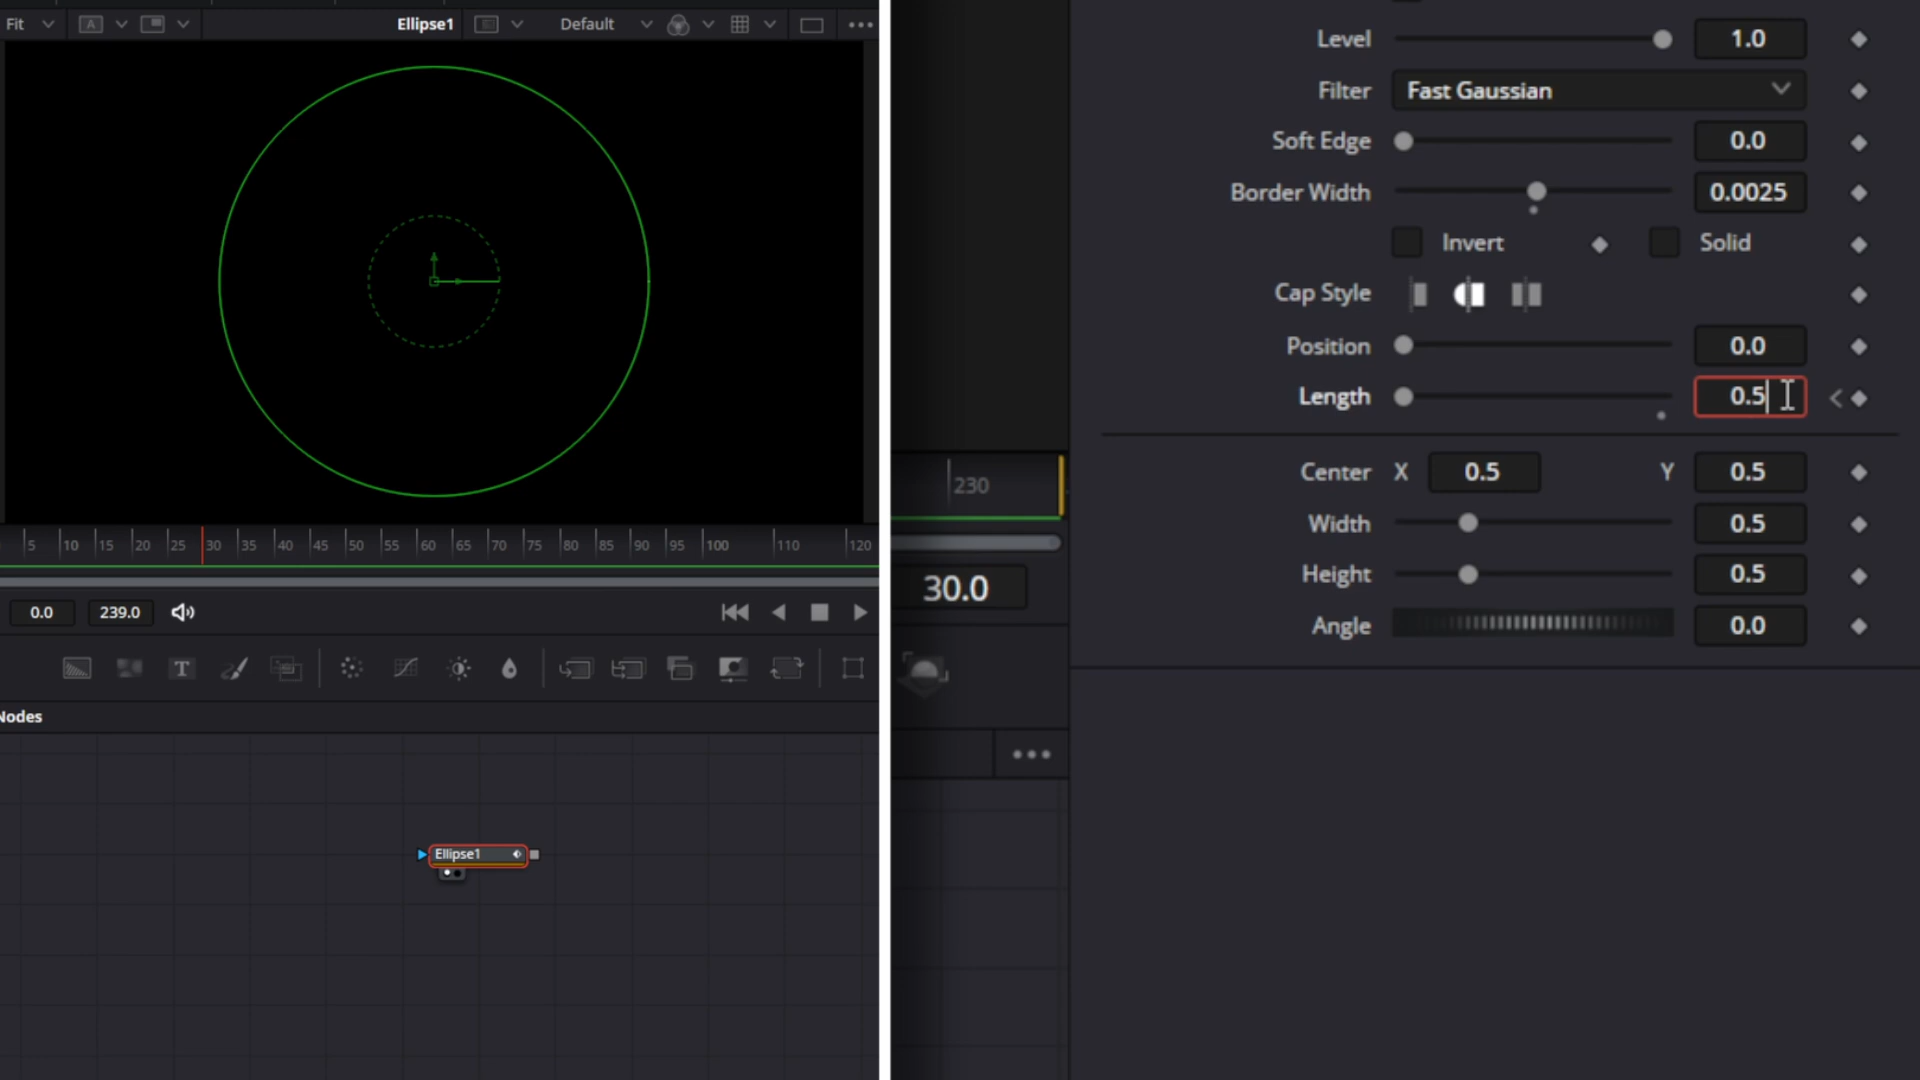 Fit
A
Ellipse1
Default
5 10 15 20 25 30 35 40 45 50 55 60 65 70 75 80 85 90 95 100 110 120
0.0
239.0
T
Nodes
Ellipse1
230
30.0
Level 1.0
Filter Fast Gaussian
Soft Edge 0.0
Border Width 0.0025
Invert Solid
Cap Style
Position 0.0
Length 0.5
Center X 0.5 Y 0.5
Width 0.5
Height 0.5
Angle 0.0